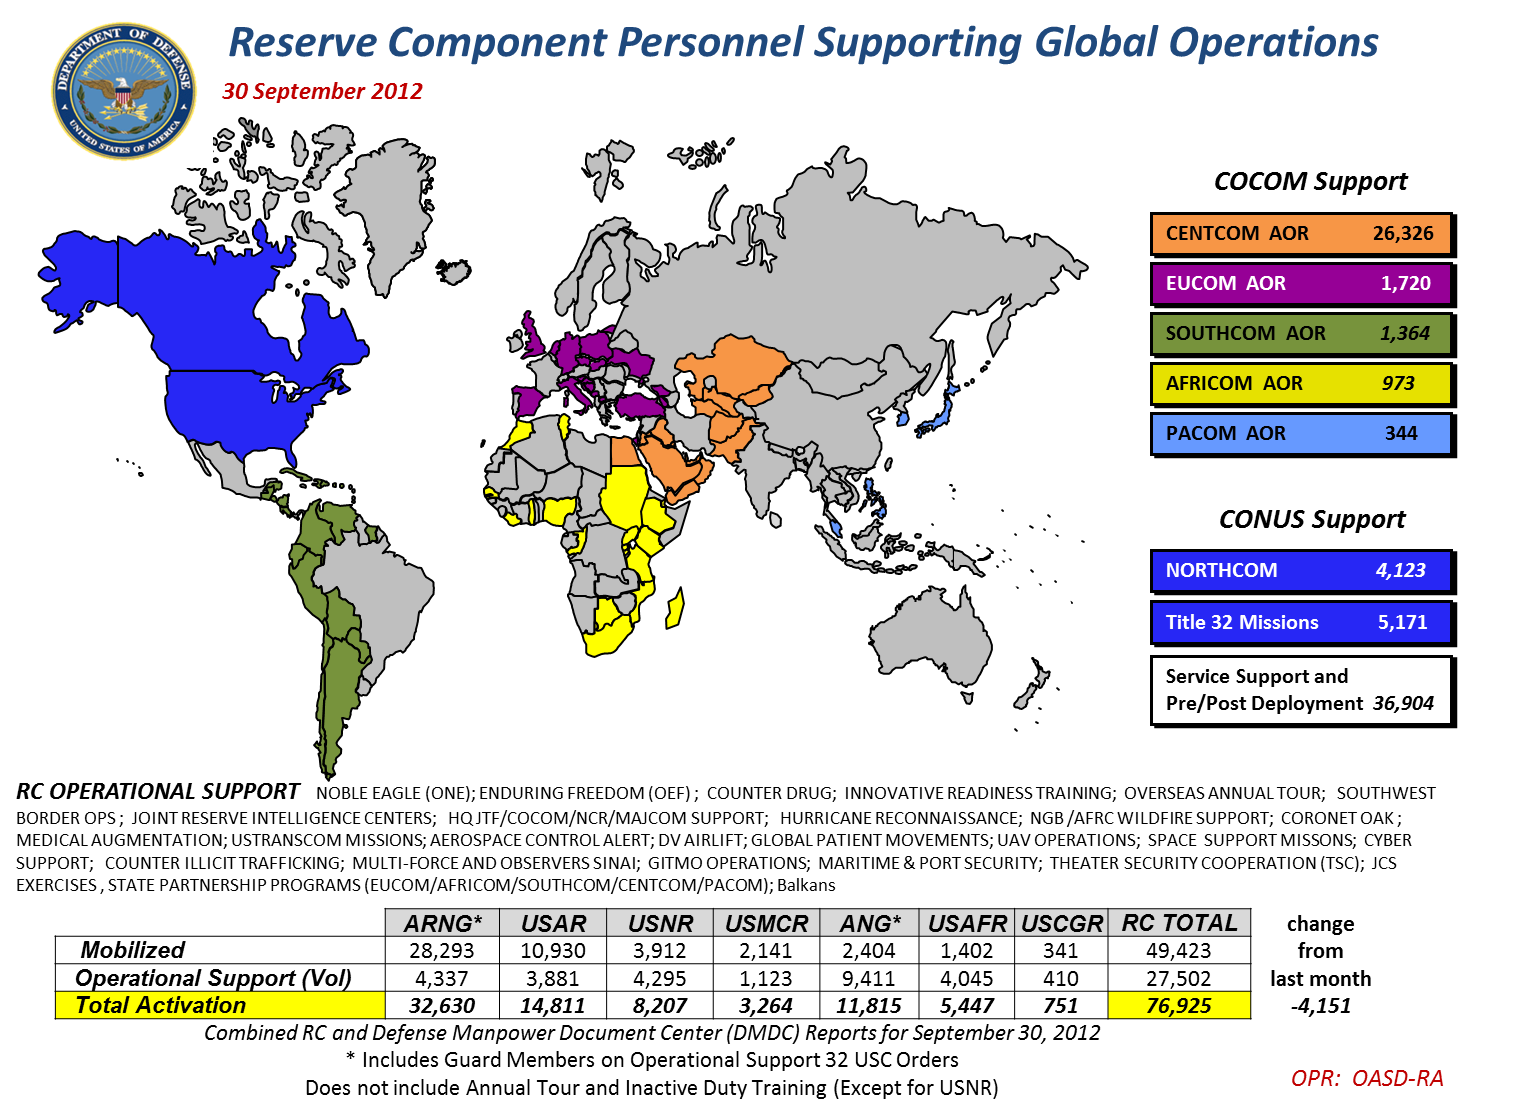 Reserve Component Personnel Supporting Global Operations
30 September 2012
DEPARTMENT OF DEFENSE
UNITED STATES OF AMERICA
COCOM Support
CENTCOM AOR 26,326
EUCOM AOR 1,720
SOUTHCOM AOR 1,364
AFRICOM AOR 973
PACOM AOR 344
CONUS Support
NORTHCOM 4,123
Title 32 Missions 5,171
Service Support and
Pre/Post Deployment 36,904
RC OPERATIONAL SUPPORT NOBLE EAGLE (ONE); ENDURING FREEDOM (OEF) ; COUNTER DRUG; INNOVATIVE READINESS TRAINING; OVERSEAS ANNUAL TOUR; SOUTHWEST
BORDER OPS ; JOINT RESERVE INTELLIGENCE CENTERS; HQ JTF/COCOM/NCR/MAJCOM SUPPORT; HURRICANE RECONNAISSANCE; NGB /AFRC WILDFIRE SUPPORT; CORONET OAK ;
MEDICAL AUGMENTATION; USTRANSCOM MISSIONS; AEROSPACE CONTROL ALERT; DV AIRLIFT; GLOBAL PATIENT MOVEMENTS; UAV OPERATIONS; SPACE SUPPORT MISSONS; CYBER
SUPPORT; COUNTER ILLICIT TRAFFICKING; MULTI-FORCE AND OBSERVERS SINAI; GITMO OPERATIONS; MARITIME & PORT SECURITY; THEATER SECURITY COOPERATION (TSC); JCS
EXERCISES , STATE PARTNERSHIP PROGRAMS (EUCOM/AFRICOM/SOUTHCOM/CENTCOM/PACOM); Balkans
ARNG* USAR USNR USMCR ANG* USAFR USCGR RC TOTAL change
Mobilized 28,293 10,930 3,912 2,141 2,404 1,402 341 49,423 from
Operational Support (Vol) 4,337 3,881 4,295 1,123 9,411 4,045 410 27,502 last month
Total Activation 32,630 14,811 8,207 3,264 11,815 5,447 751 76,925 -4,151
Combined RC and Defense Manpower Document Center (DMDC) Reports for September 30, 2012
* Includes Guard Members on Operational Support 32 USC Orders
Does not include Annual Tour and Inactive Duty Training (Except for USNR)
OPR: OASD-RA